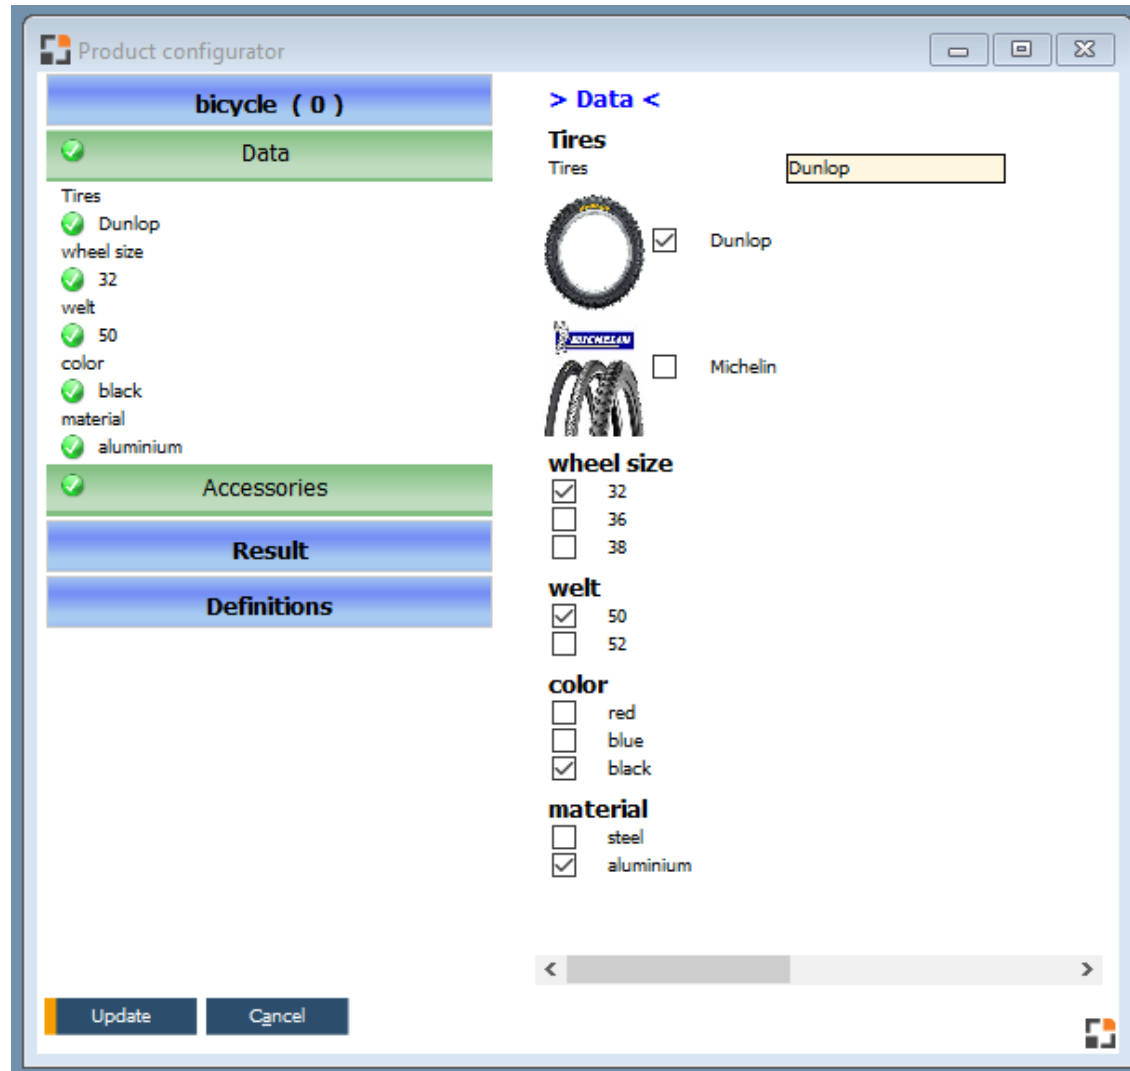 Product configurator
bicycle ( 0 )
Data
Tires
Dunlop
wheel size
32
welt
50
color
black
material
aluminium
Accessories
Result
Definitions
> Data <
Tires
Tires Dunlop
Dunlop
MICHELIN
Michelin
wheel size
32
36
38
welt
50
52
color
red
blue
black
material
steel
aluminium
Update Cancel